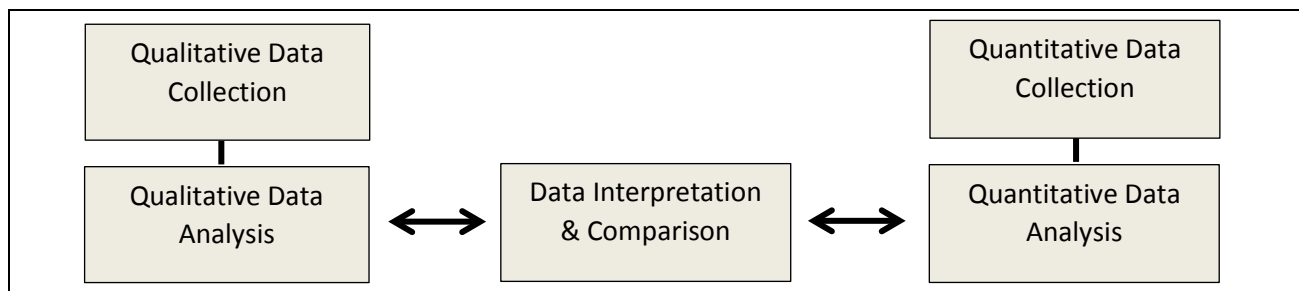 Qualitative Data
Collection
Quantitative Data
Collection
Qualitative Data
Analysis
Data Interpretation
& Comparison
Quantitative Data
Analysis